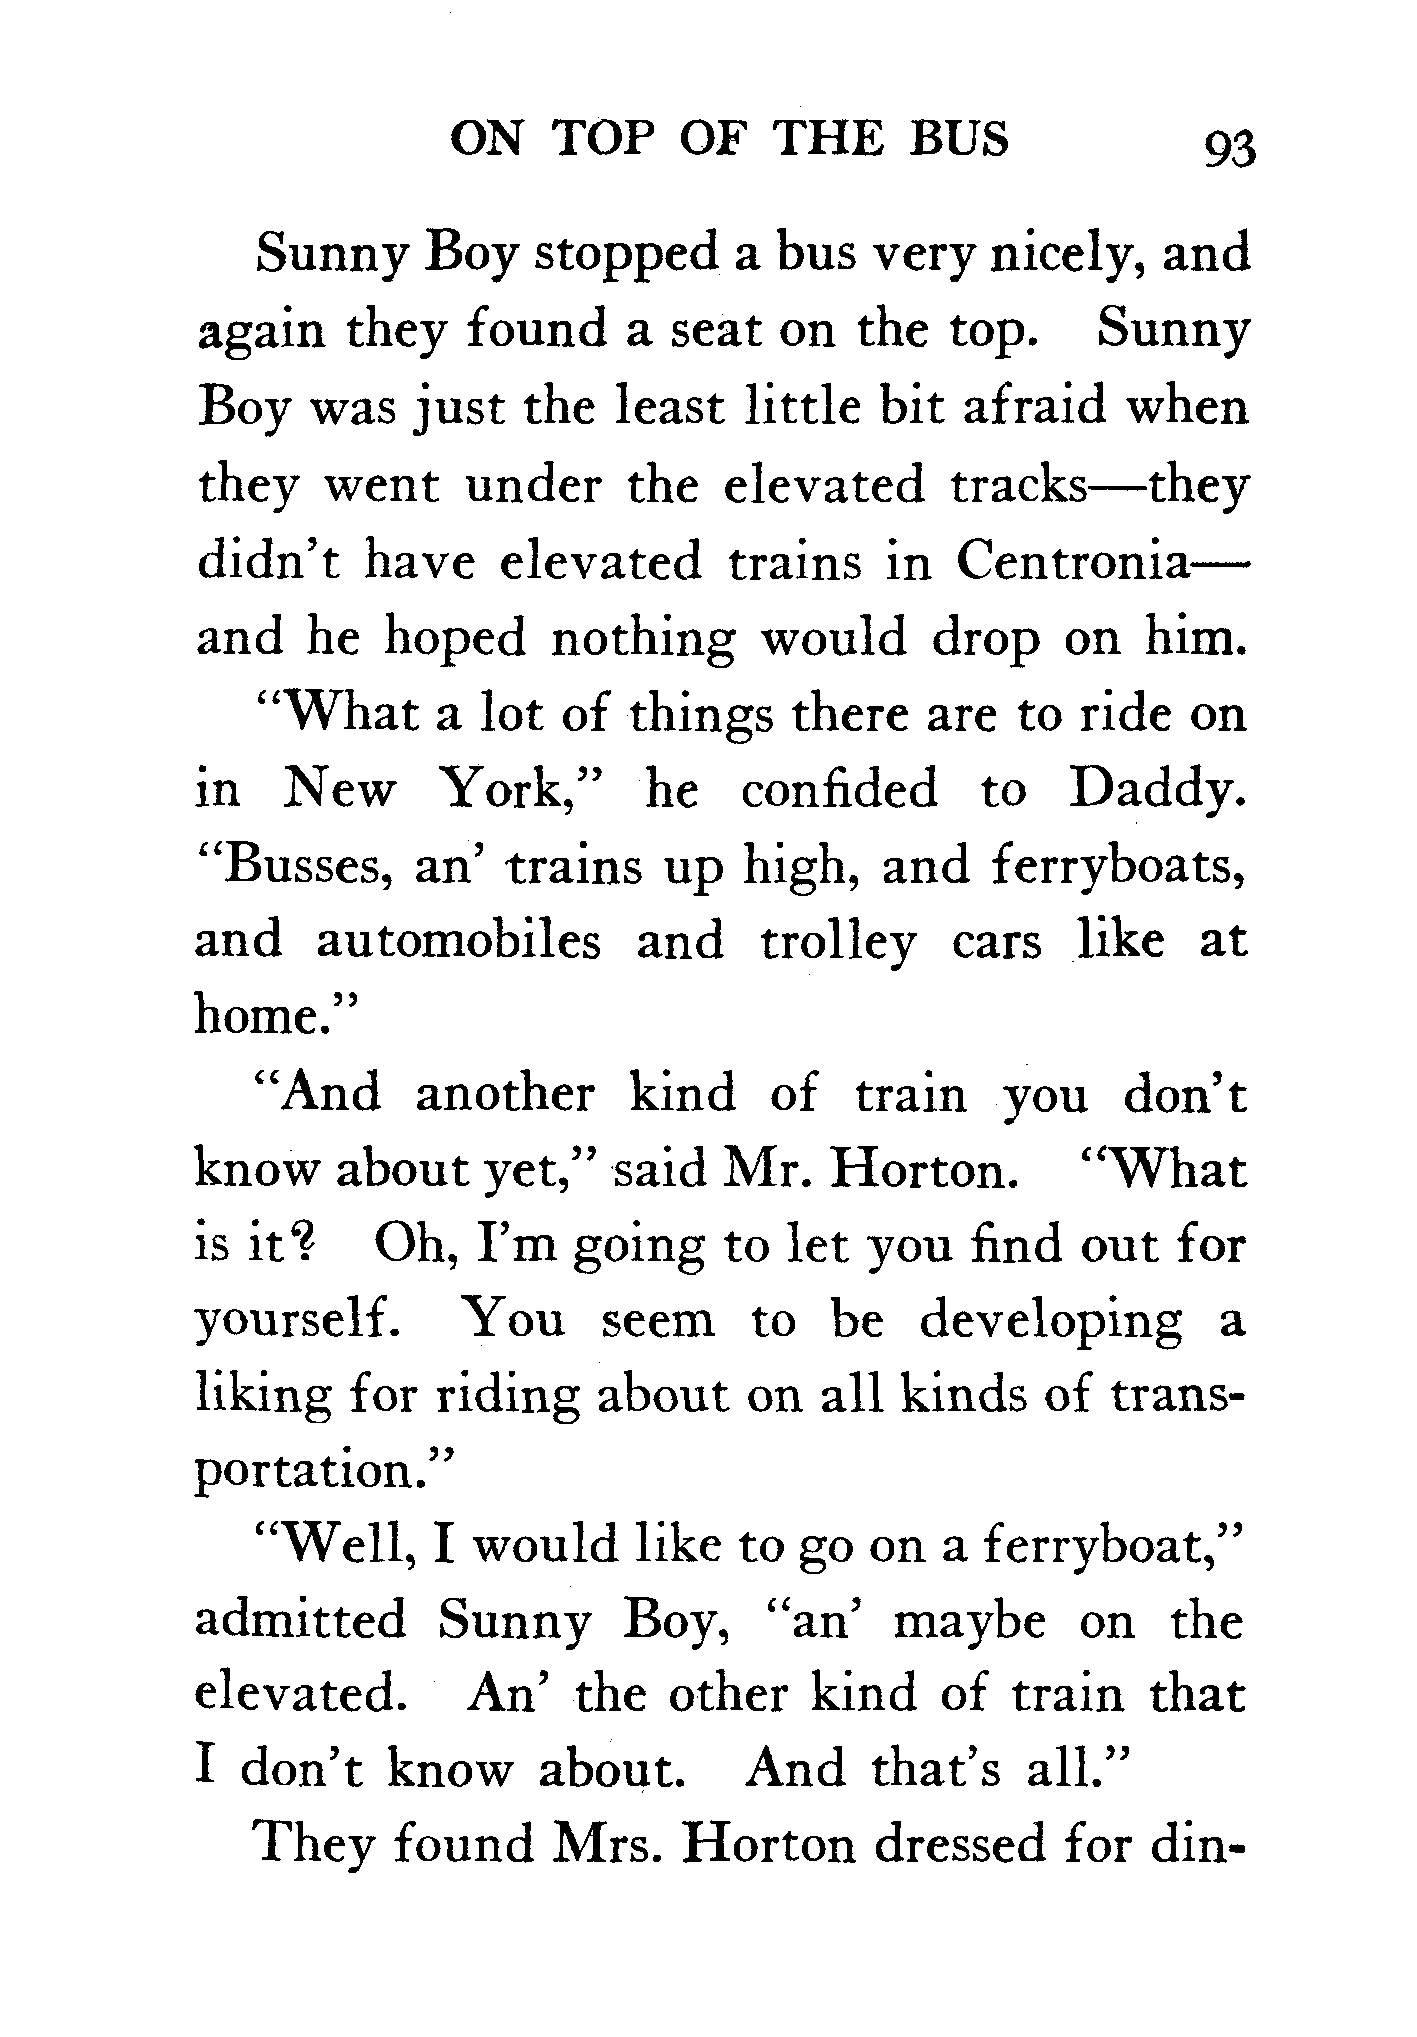 ON TOP OF THE BUS 93
Sunny Boy stopped a bus very nicely, and
again they found a seat on the top. Sunny
Boy was just the least little bit afraid when
they went under the elevated tracks—they
didn't have elevated trains in Centronia—
and he hoped nothing would drop on him.
"What a lot of things there are to ride on
in New York," he confided to Daddy.
"Busses, an' trains up high, and ferryboats,
and automobiles and trolley cars like at
home."
"And another kind of train you don't
know about yet," said Mr. Horton. "What
is it? Oh, I'm going to let you find out for
yourself. You seem to be developing a
liking for riding about on all kinds of trans-
portation."
"Well, I would like to go on a ferryboat,"
admitted Sunny Boy, "an' maybe on the
elevated. An' the other kind of train that
I don't know about. And that's all."
They found Mrs. Horton dressed for din-